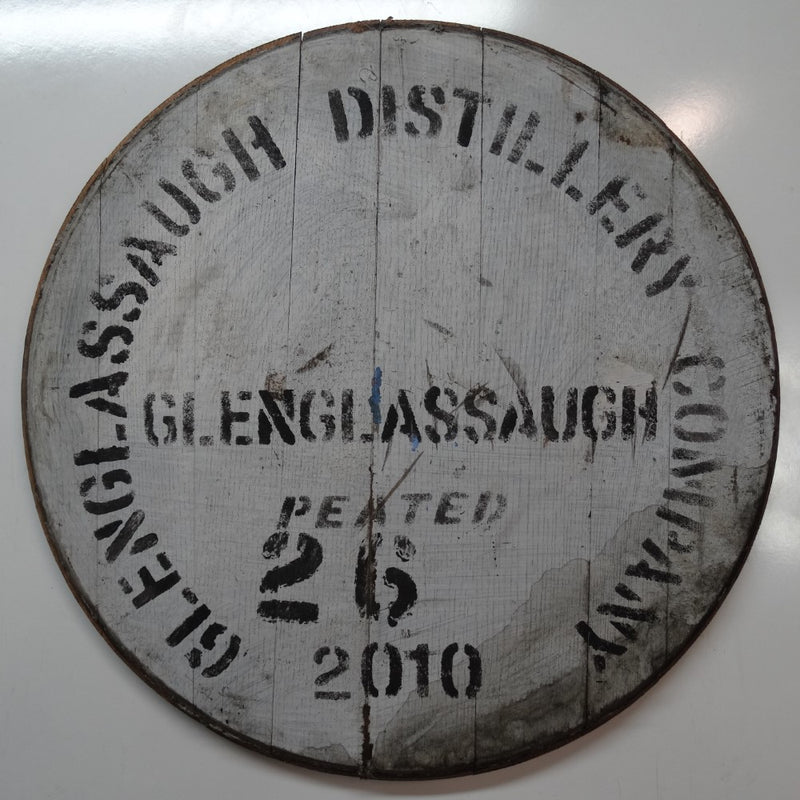 GLENGLASSAUGH DISTILLERY COMPANY
GLENGLASSAUGH
PEATED
26
2010